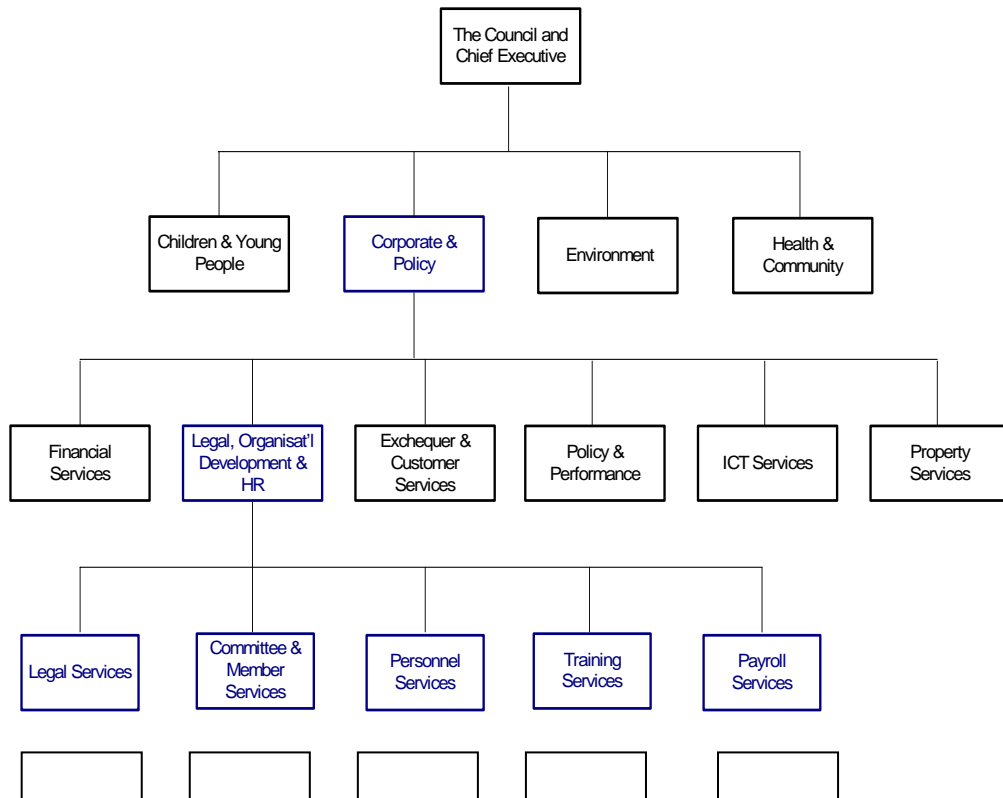 The Council and
Chief Executive
Children & Young
People
Corporate &
Policy
Environment
Health &
Community
Financial
Services
Legal, Organisat'l
Development &
HR
Exchequer &
Customer
Services
Policy &
Performance
ICT Services
Property
Services
Legal Services
Committee &
Member
Services
Personnel
Services
Training
Services
Payroll
Services